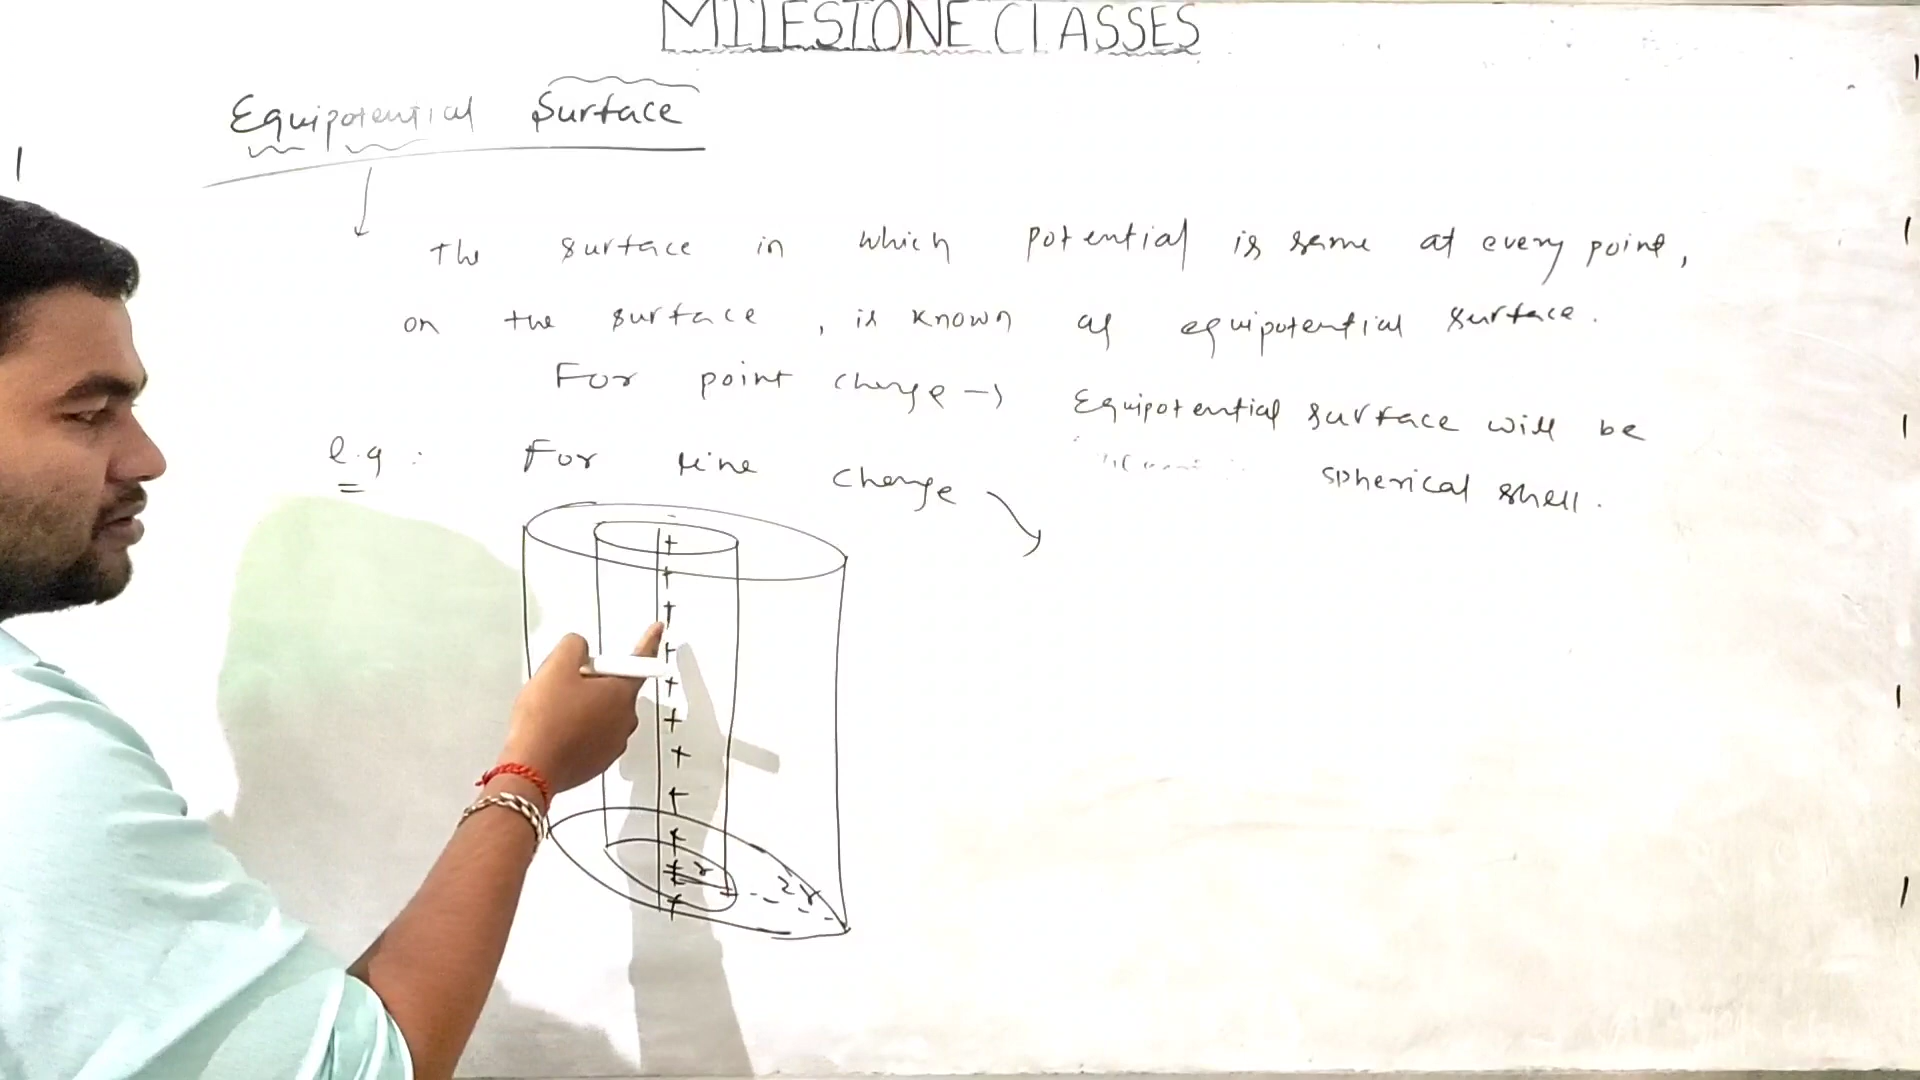 MILESTONE CLASSES
Equipotential Surface
The surface in which potential is same at every point,
on the surface, is known as equipotential surface.
For point charge → Equipotential surface will be
spherical shell.
e.g : For line charge
+
+
+
+
+
+
+
+
+
+
+
+
r
2r